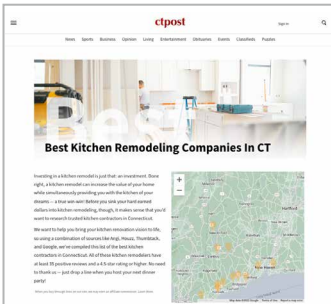 ctpost
Sign In
News Sports Business Opinion Living Entertainment Obituaries Events Classifieds Puzzles
Best
Best Kitchen Remodeling Companies In CT
Investing in a kitchen remodel is just that: an investment. Done
right, a kitchen remodel can increase the value of your home
while simultaneously providing you with the kitchen of your
dreams — a true win-win! Before you sink your hard earned
dollars into kitchen remodeling, though, it makes sense that you'd
want to research trusted kitchen contractors in Connecticut.
We want to help you bring your kitchen renovation vision to life,
so using a combination of sources like Angi, Houzz, Thumbtack,
and Google, we've compiled this list of the best kitchen
contractors in Connecticut. All of these kitchen remodelers have
at least 15 positive reviews and a 4.5-star rating or higher. No need
to thank us — just drop a line when you host your next dinner
party!
+
−
Hartford
New Haven